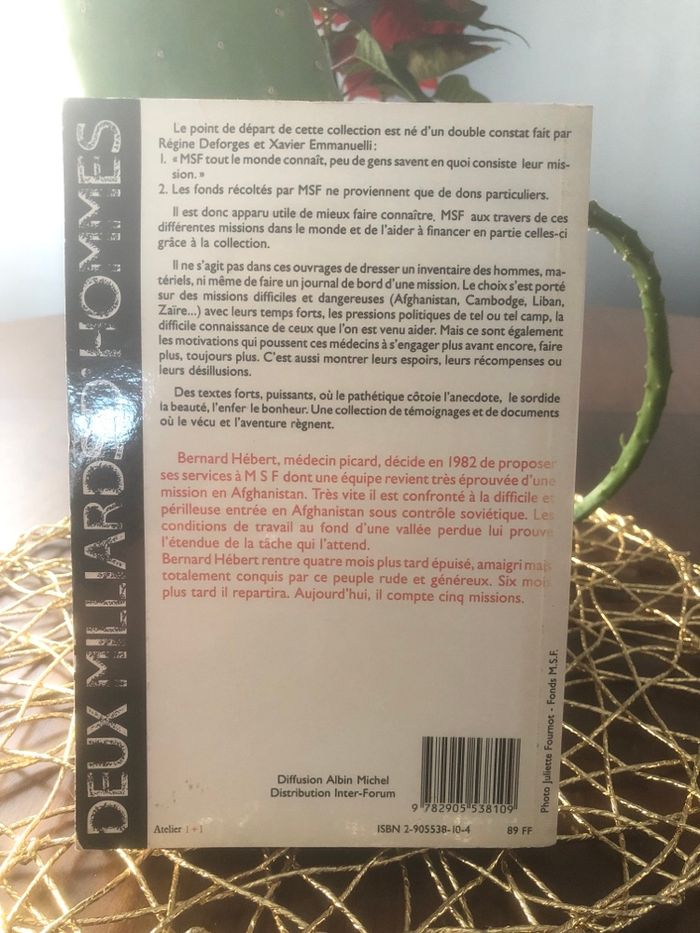 DEUX MILLIARDS D'HOMMES
Le point de départ de cette collection est né d'un double constat fait par
Régine Deforges et Xavier Emmanuelli :
1. « MSF tout le monde connaît, peu de gens savent en quoi consiste leur mis-
sion. »
2. Les fonds récoltés par MSF ne proviennent que de dons particuliers.
Il est donc apparu utile de mieux faire connaître, MSF aux travers de ces
différentes missions dans le monde et de l'aider à financer en partie celles-ci
grâce à la collection.
Il ne s'agit pas dans ces ouvrages de dresser un inventaire des hommes, ma-
tériels, ni même de faire un journal de bord d'une mission. Le choix s'est porté
sur des missions difficiles et dangereuses (Afghanistan, Cambodge, Liban,
Zaïre...) avec leurs temps forts, les pressions politiques de tel ou tel camp, la
difficile connaissance de ceux que l'on est venu aider. Mais ce sont également
les motivations qui poussent ces médecins à s'engager plus avant encore, faire
plus, toujours plus. C'est aussi montrer leurs espoirs, leurs récompenses ou
leurs désillusions.
Des textes forts, puissants, où le pathétique côtoie l'anecdote, le sordide
la beauté, l'enfer le bonheur. Une collection de témoignages et de documents
où le vécu et l'aventure règnent.
Bernard Hébert, médecin picard, décide en 1982 de proposer
ses services à M S F dont une équipe revient très éprouvée d'une
mission en Afghanistan. Très vite il est confronté à la difficile et
périlleuse entrée en Afghanistan sous contrôle soviétique. Les
conditions de travail au fond d'une vallée perdue lui prouve
l'étendue de la tâche qui l'attend.
Bernard Hébert rentre quatre mois plus tard épuisé, amaigri mais
totalement conquis par ce peuple rude et généreux. Six mois
plus tard il repartira. Aujourd'hui, il compte cinq missions.
Photo Juliette Fournot - Fonds M.S.F.
Diffusion Albin Michel
Distribution Inter-Forum
9 782905 538109
Atelier 1 + 1
ISBN 2-905538-10-4
89 FF